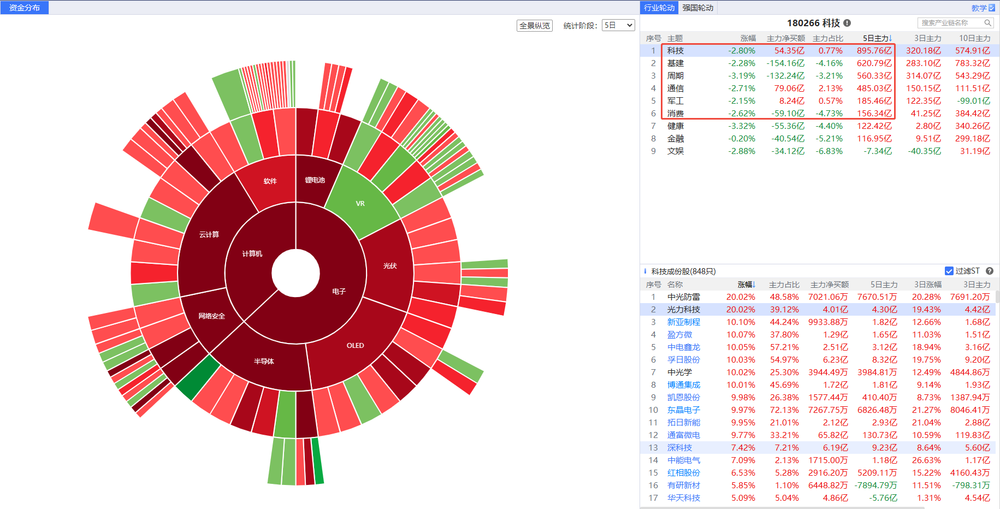 资金分布
全景纵览 统计阶段: 5日
软件
锂电池
VR
云计算
计算机
光伏
电子
网络安全
OLED
半导体
行业轮动 强国轮动 教学
180266 科技 搜索产业链名称
序号 主题 涨幅 主力净买额 主力占比 5日主力↓ 3日主力 10日主力
1 科技 -2.80% 54.35亿 0.77% 895.76亿 320.18亿 574.91亿
2 基建 -2.28% -154.16亿 -4.16% 620.79亿 283.10亿 783.32亿
3 周期 -3.19% -132.24亿 -3.21% 560.33亿 314.07亿 543.29亿
4 通信 -2.71% 79.06亿 2.13% 485.03亿 150.15亿 111.51亿
5 军工 -2.15% 8.24亿 0.57% 185.46亿 122.35亿 -99.01亿
6 消费 -2.62% -59.10亿 -4.73% 156.34亿 41.25亿 384.42亿
7 健康 -3.32% -55.36亿 -4.40% 122.42亿 2.80亿 340.26亿
8 金融 -0.20% -40.54亿 -5.21% 116.95亿 9.51亿 299.18亿
9 文娱 -2.88% -34.12亿 -6.83% -7.34亿 -40.35亿 31.19亿
科技成份股(848只) 过滤ST ?
序号 名称 涨幅↓ 主力占比 主力净买额 5日主力 3日涨幅 3日主力
1 中光防雷 20.02% 48.58% 7021.06万 7670.51万 20.28% 7691.20万
2 光力科技 20.02% 39.12% 4.01亿 4.30亿 19.43% 4.42亿
3 新亚制程 10.10% 44.24% 9933.88万 1.82亿 12.66% 1.68亿
4 盈方微 10.07% 37.80% 1.29亿 1.65亿 11.03% 1.51亿
5 中电鑫龙 10.05% 57.21% 2.51亿 3.12亿 18.94% 3.16亿
6 孚日股份 10.03% 54.97% 6.23亿 8.32亿 19.75% 9.20亿
7 中光学 10.02% 25.30% 3944.49万 3984.81万 12.49% 4844.86万
8 博通集成 10.01% 45.69% 1.72亿 1.81亿 9.14% 1.93亿
9 凯恩股份 9.98% 26.38% 1577.44万 410.40万 8.73% 1387.94万
10 东晶电子 9.97% 72.13% 7267.75万 6826.48万 21.27% 8046.41万
11 拓日新能 9.95% 21.01% 2.12亿 2.93亿 21.04% 2.88亿
12 通富微电 9.77% 33.21% 65.82亿 130.73亿 10.59% 119.83亿
13 深科技 7.42% 7.21% 6.19亿 9.23亿 8.64% 5.60亿
14 中能电气 7.09% 2.13% 1715.00万 1.18亿 26.63% 1.17亿
15 红相股份 6.53% 5.28% 2916.20万 5209.11万 15.22% 4160.43万
16 有研新材 5.85% 1.10% 6448.82万 -7894.79万 11.51% -798.31万
17 华天科技 5.09% 5.04% 4.86亿 -5.76亿 1.31% 4.54亿